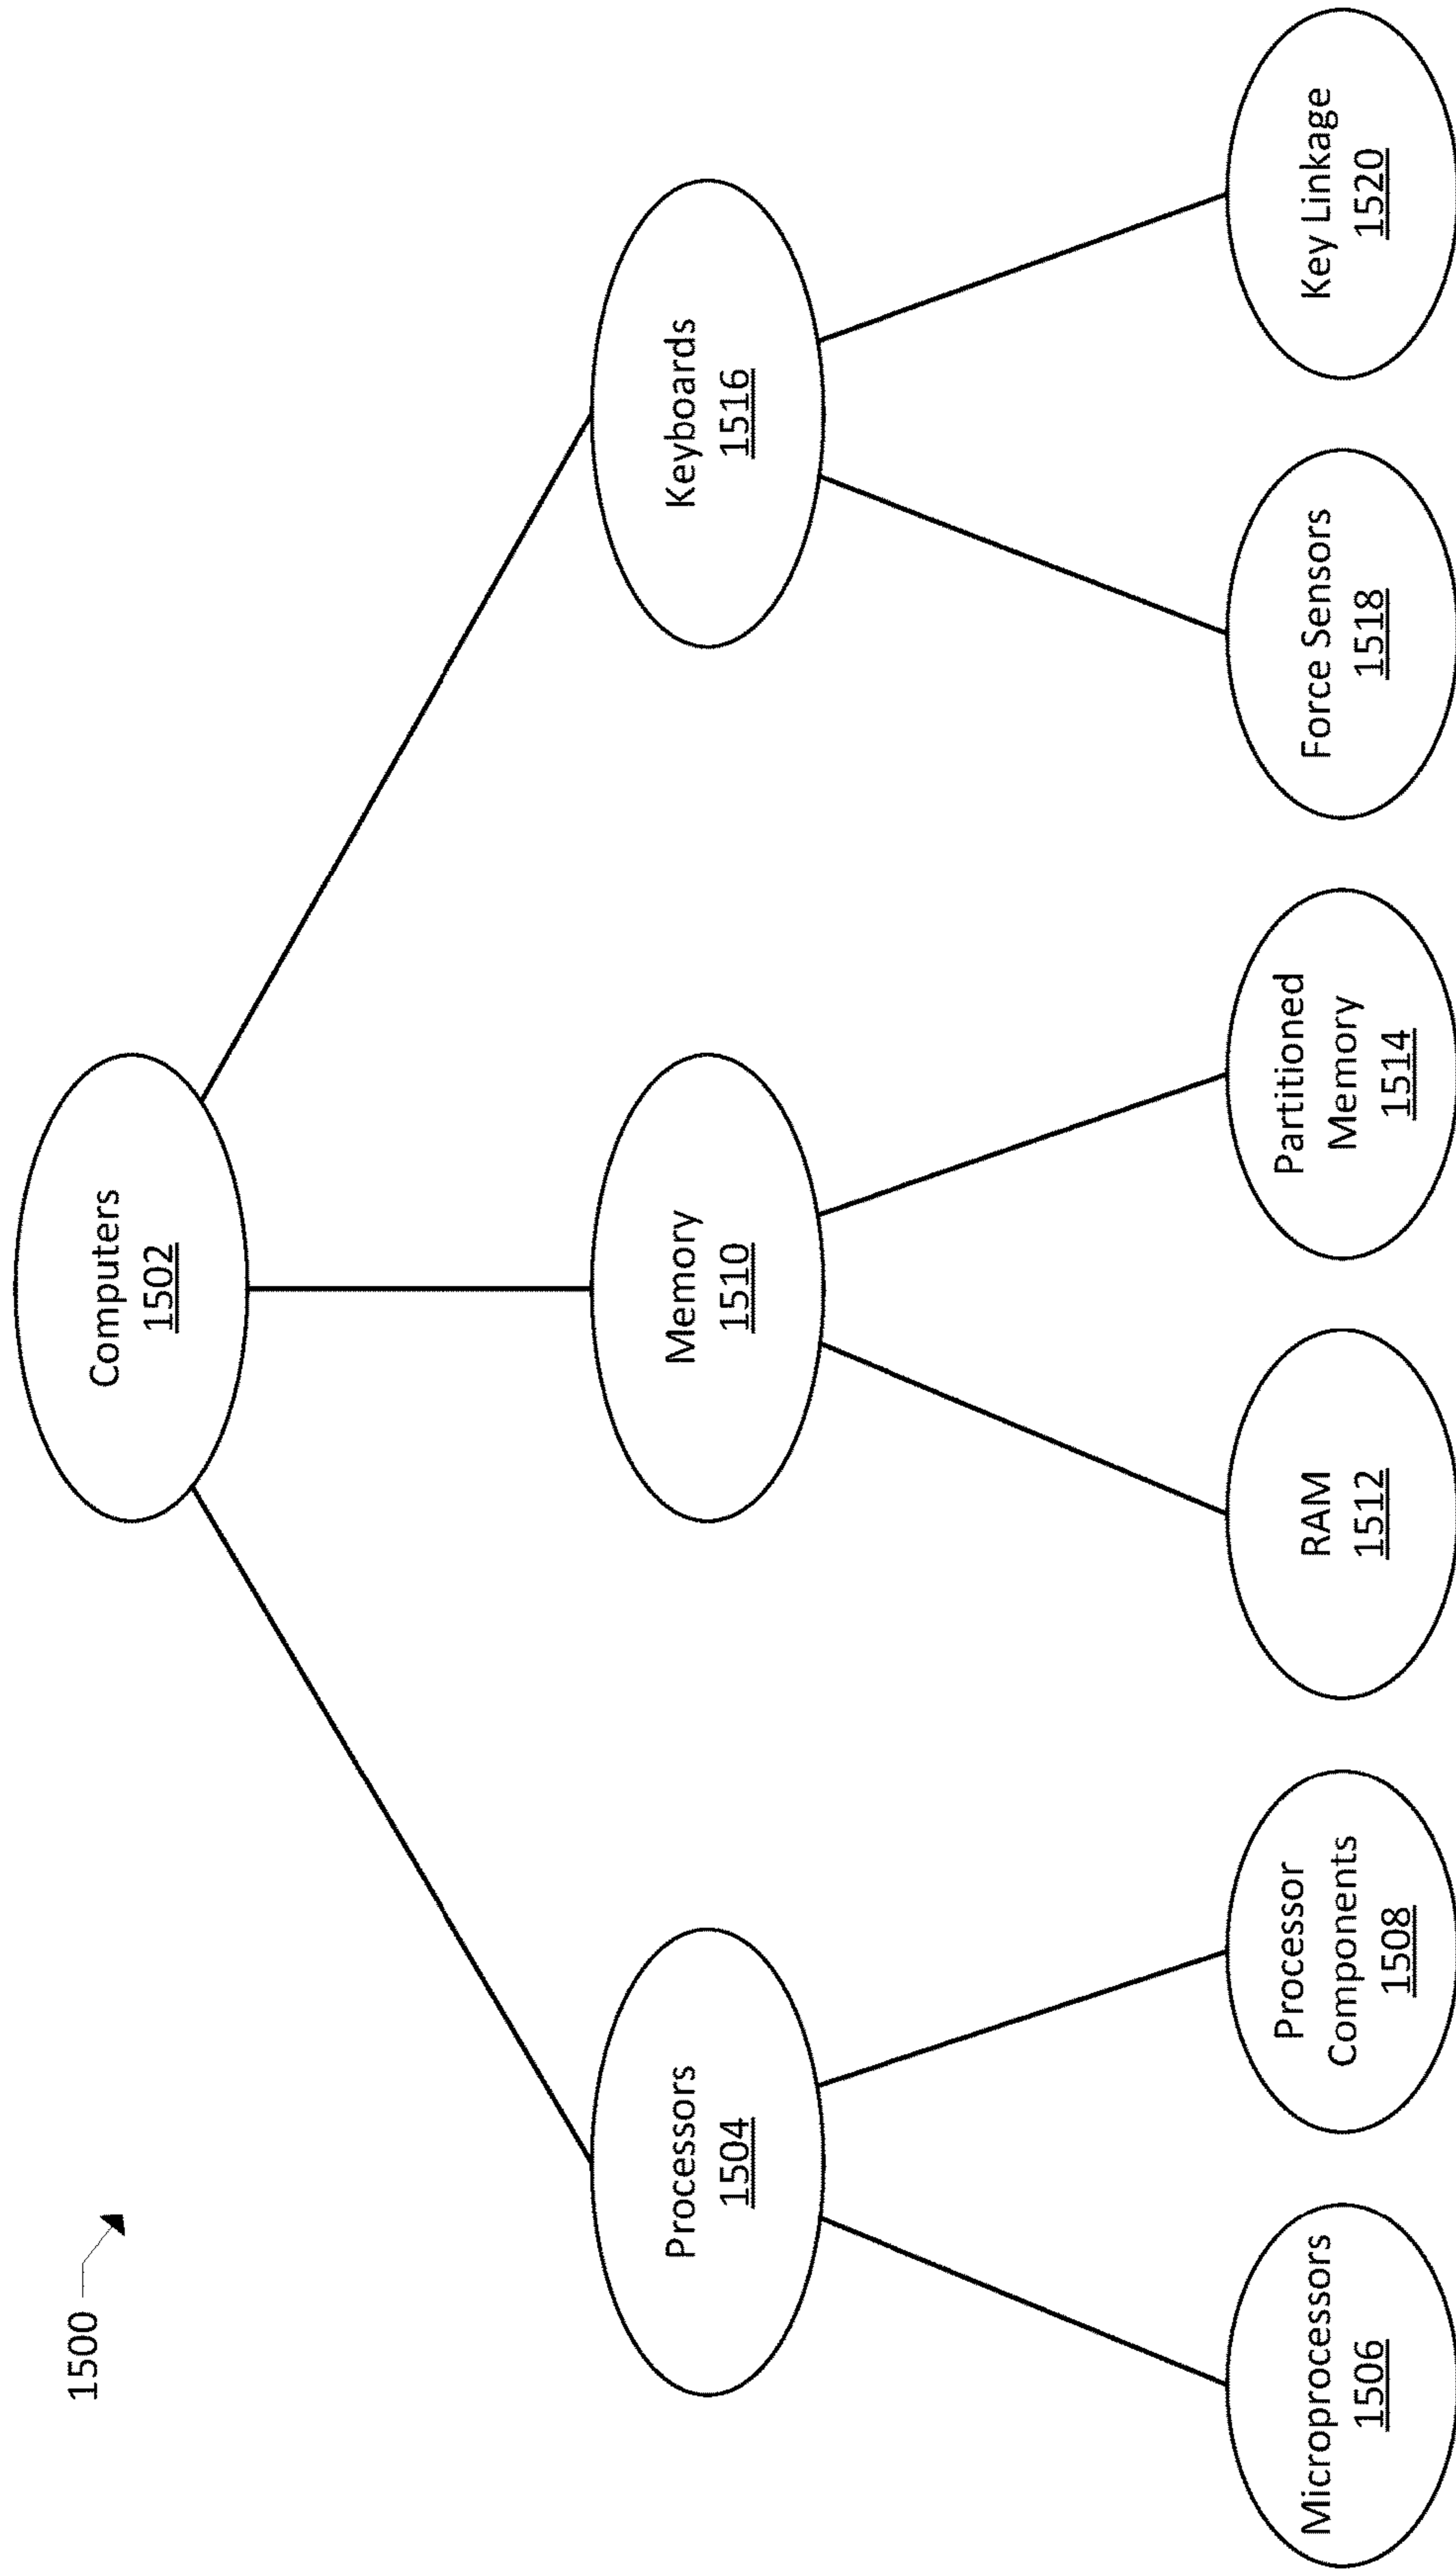 1500
Computers
1502
Processors
1504
Memory
1510
Keyboards
1516
Microprocessors
1506
Processor
Components
1508
RAM
1512
Partitioned
Memory
1514
Force Sensors
1518
Key Linkage
1520